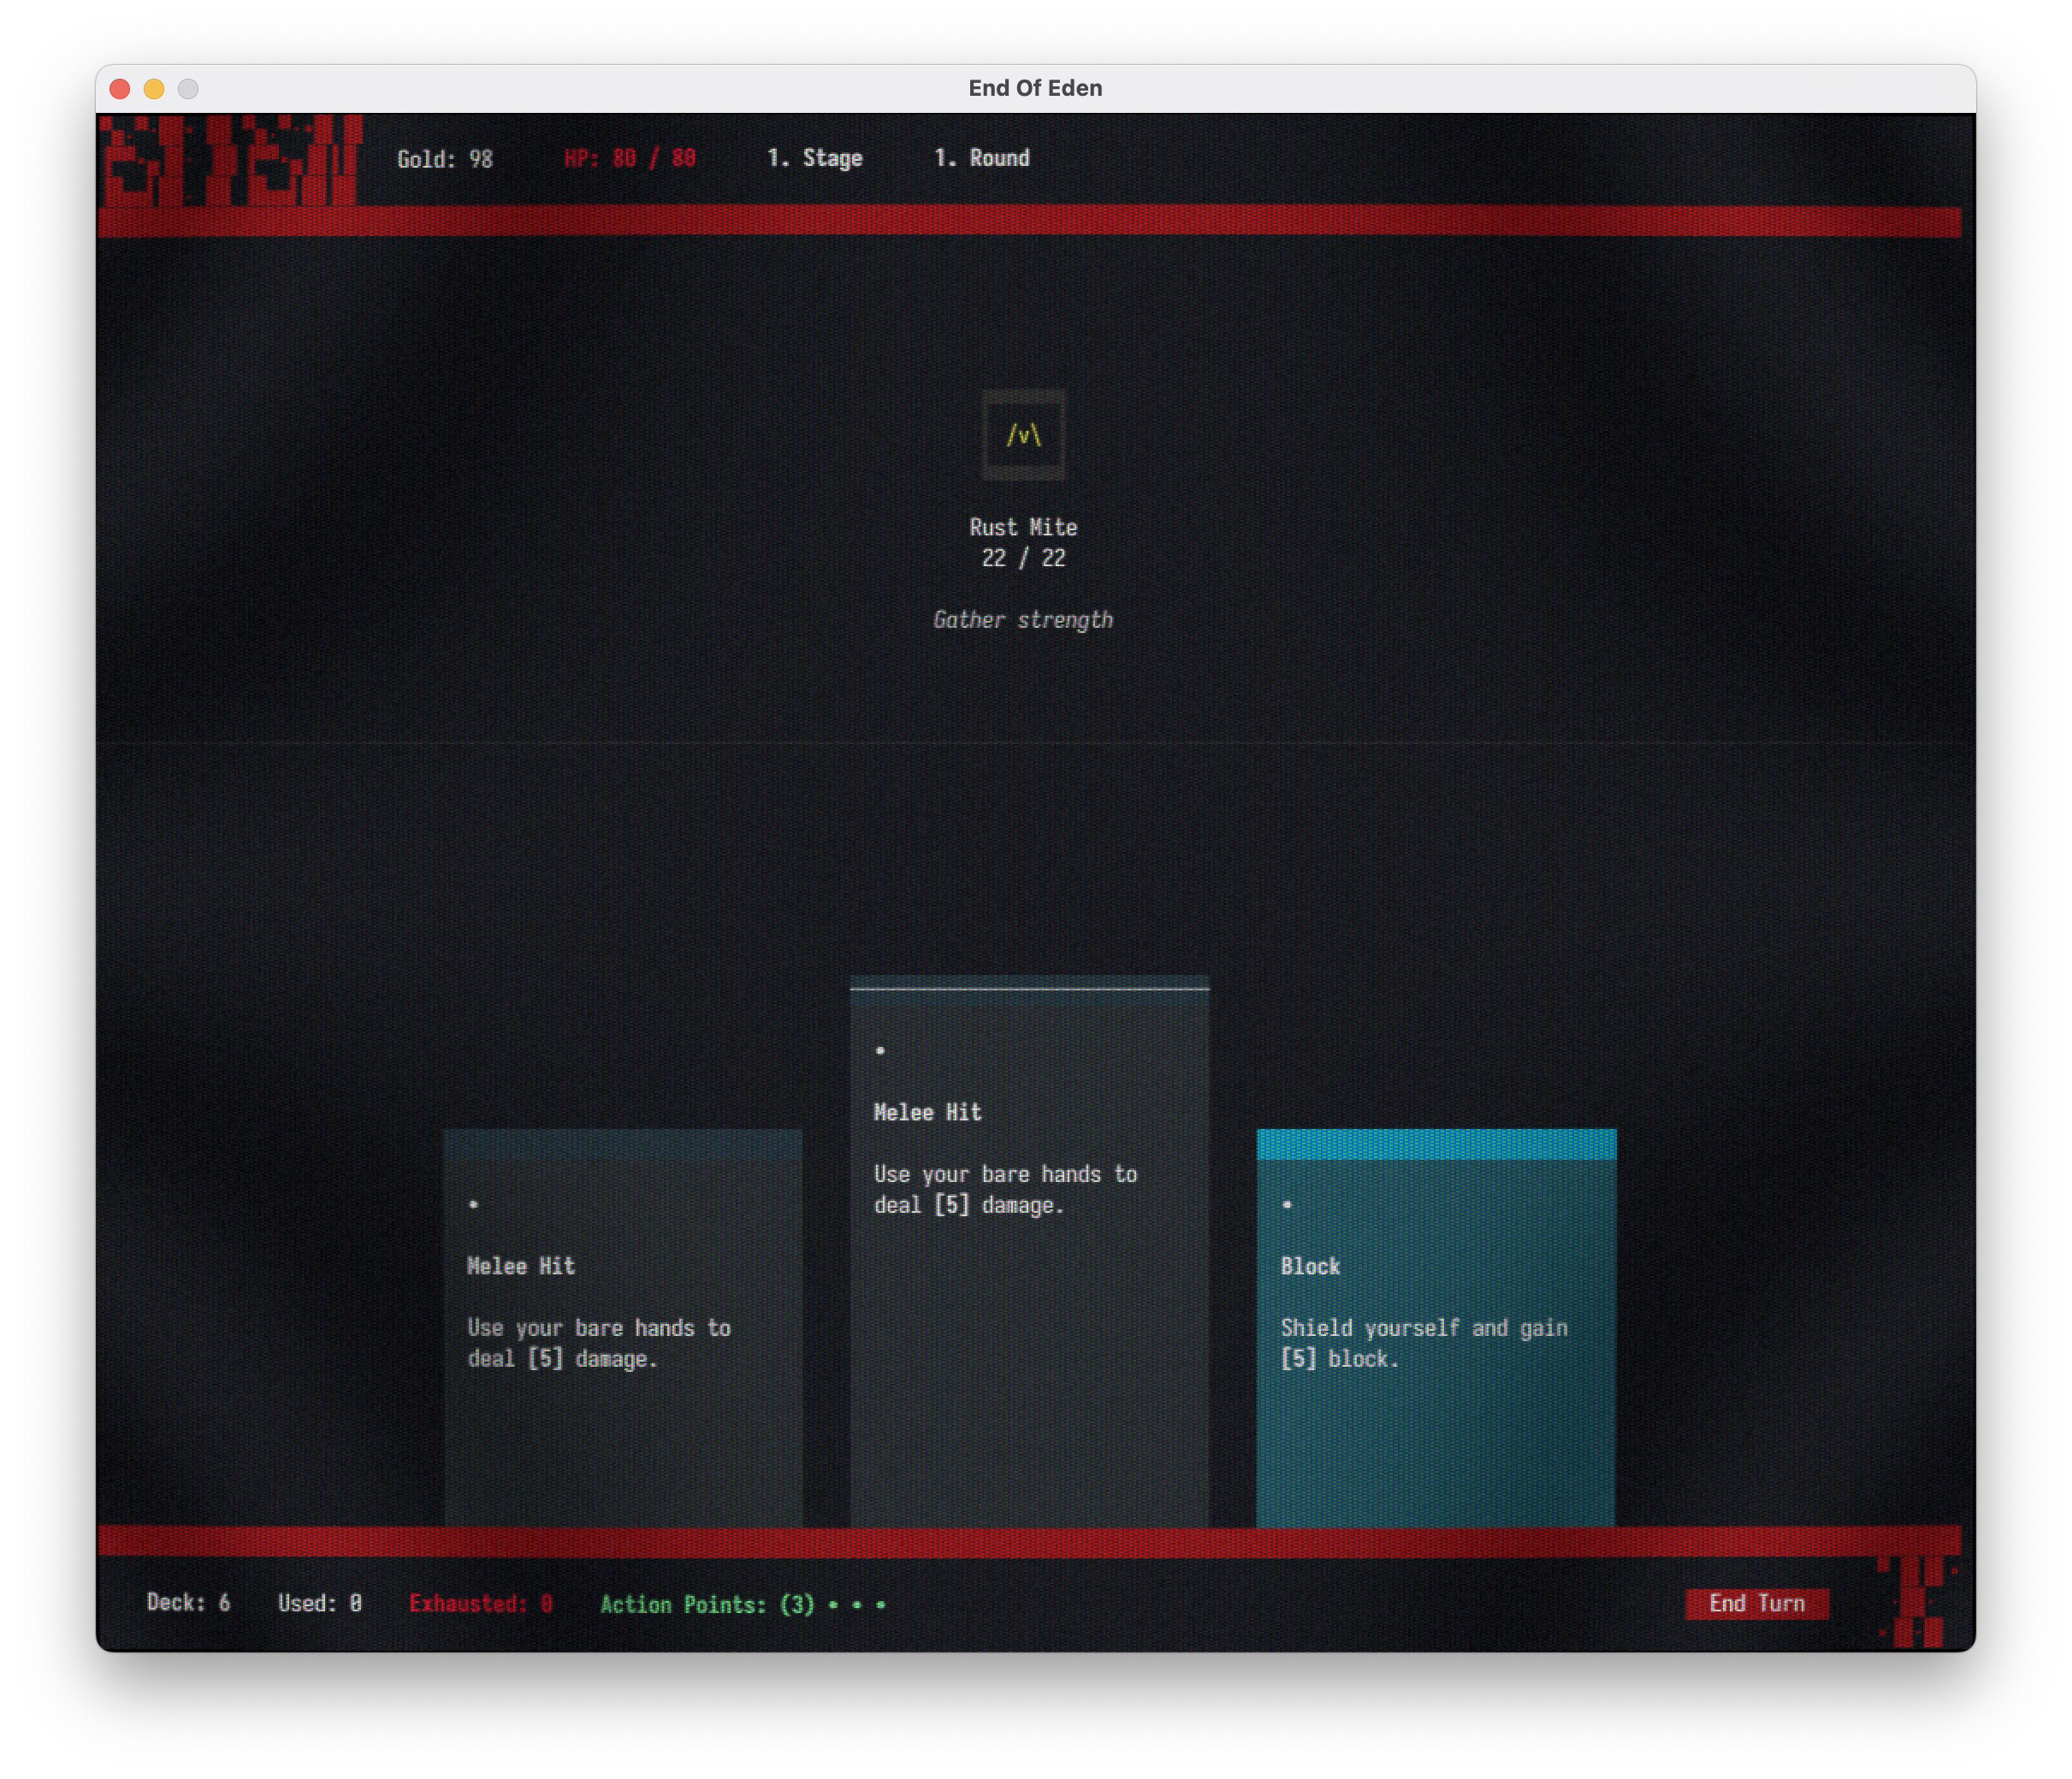 End Of Eden
Gold: 98 HP: 80 / 80 1. Stage 1. Round
/v\
Rust Mite
22 / 22
Gather strength
•
Melee Hit
Use your bare hands to
deal [5] damage.
•
Melee Hit
Use your bare hands to
deal [5] damage.
•
Block
Shield yourself and gain
[5] block.
Deck: 6 Used: 0 Exhausted: 0 Action Points: (3) • • • End Turn